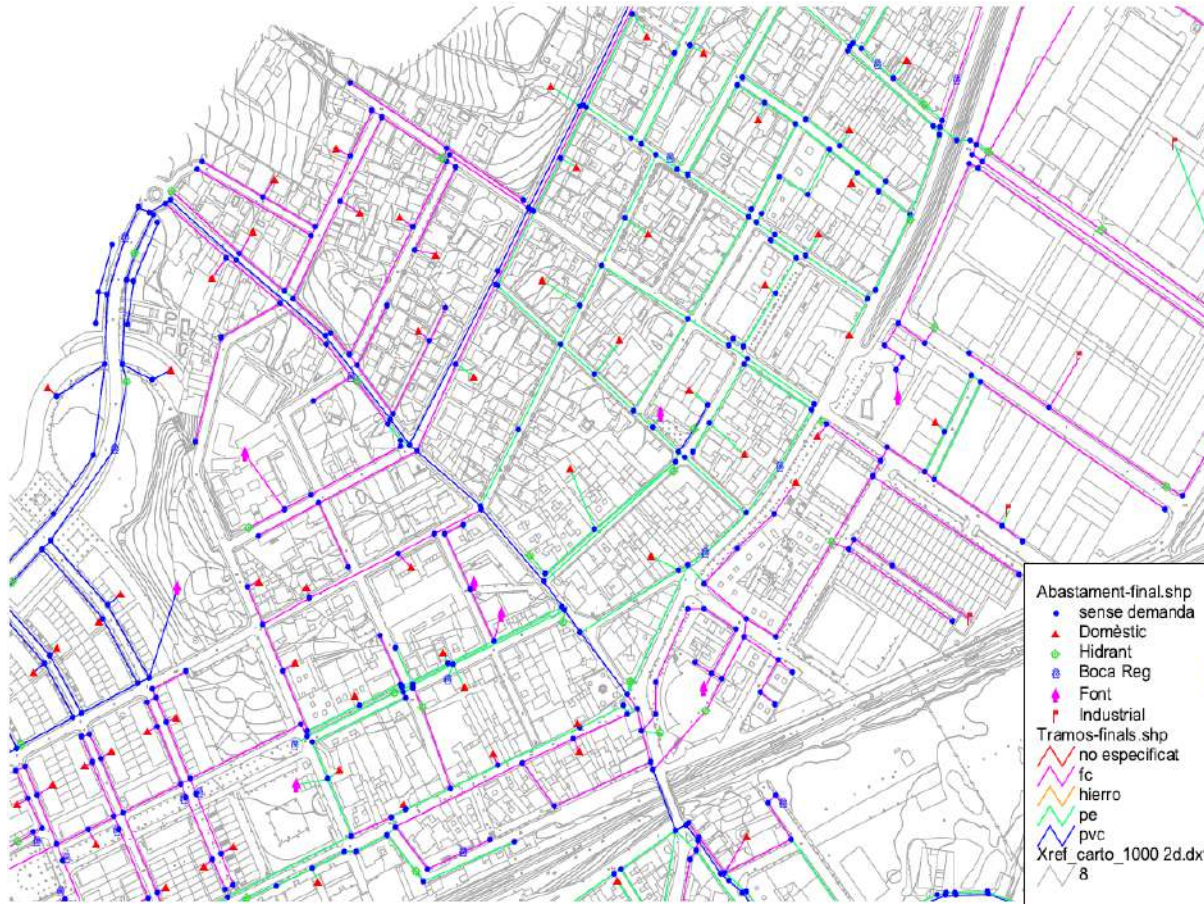 Abastament-final.shp
sense demanda
Domèstic
Hidrant
Boca Reg
Font
Industrial
Tramos-finals.shp
no especificat
fc
hierro
pe
pvc
Xref_carto_1000 2d.dx
8